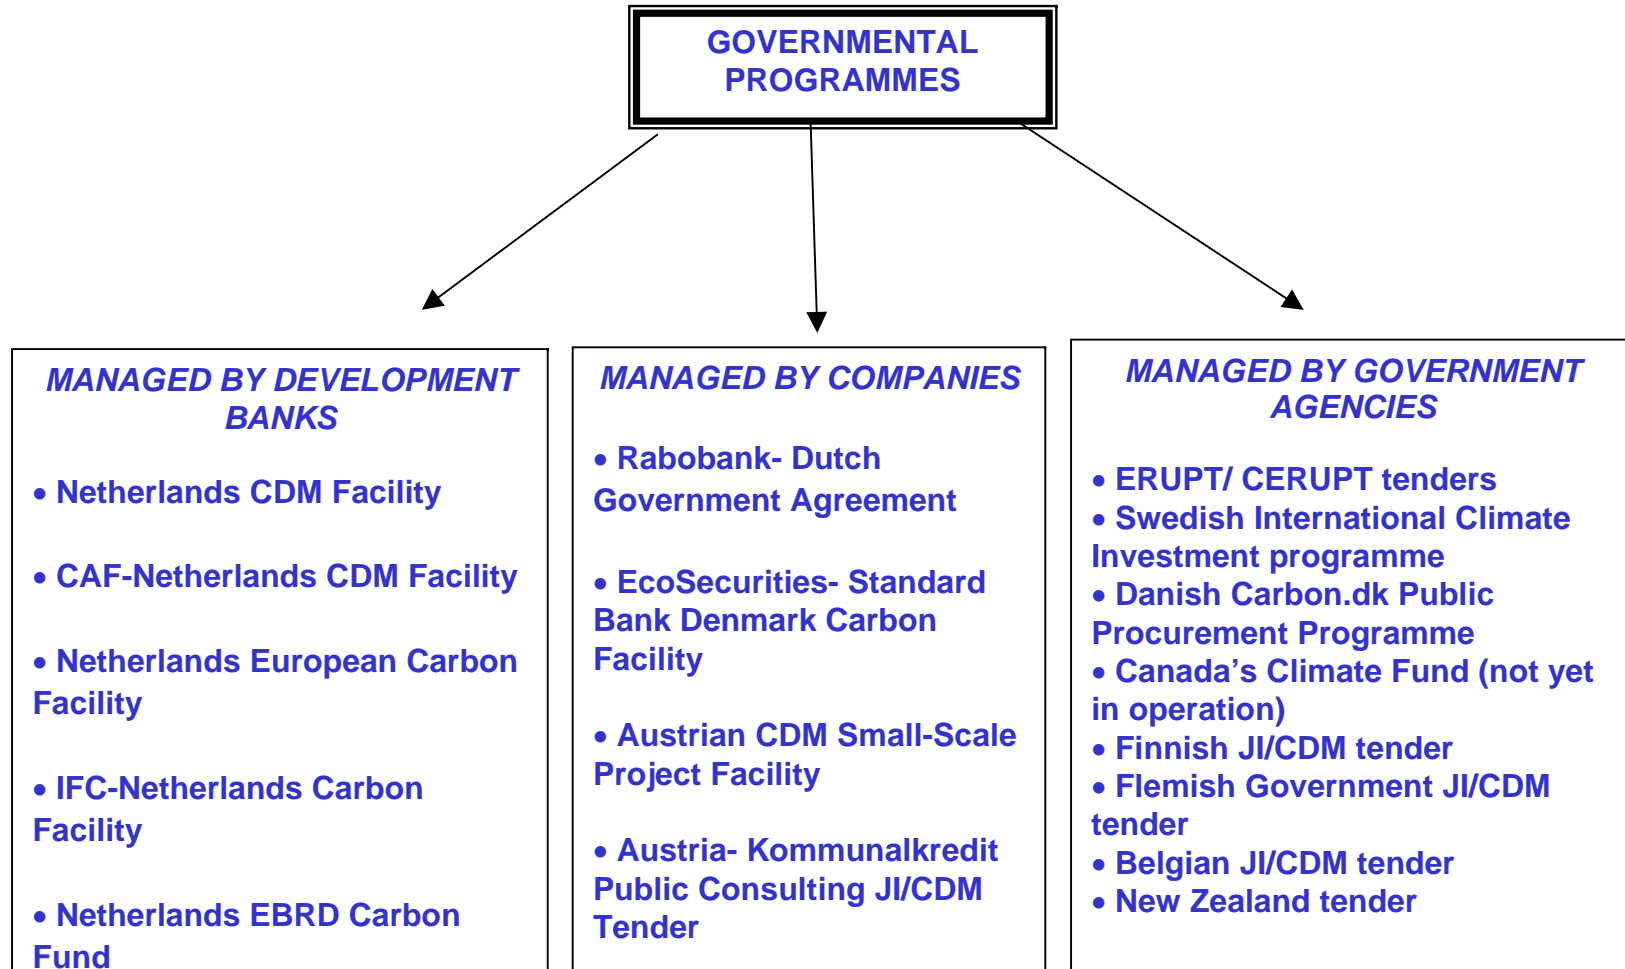 GOVERNMENTAL
PROGRAMMES
MANAGED BY DEVELOPMENT
BANKS
• Netherlands CDM Facility
• CAF-Netherlands CDM Facility
• Netherlands European Carbon
Facility
• IFC-Netherlands Carbon
Facility
• Netherlands EBRD Carbon
Fund
MANAGED BY COMPANIES
• Rabobank- Dutch
Government Agreement
• EcoSecurities- Standard
Bank Denmark Carbon
Facility
• Austrian CDM Small-Scale
Project Facility
• Austria- Kommunalkredit
Public Consulting JI/CDM
Tender
MANAGED BY GOVERNMENT
AGENCIES
• ERUPT/ CERUPT tenders
• Swedish International Climate
Investment programme
• Danish Carbon.dk Public
Procurement Programme
• Canada’s Climate Fund (not yet
in operation)
• Finnish JI/CDM tender
• Flemish Government JI/CDM
tender
• Belgian JI/CDM tender
• New Zealand tender